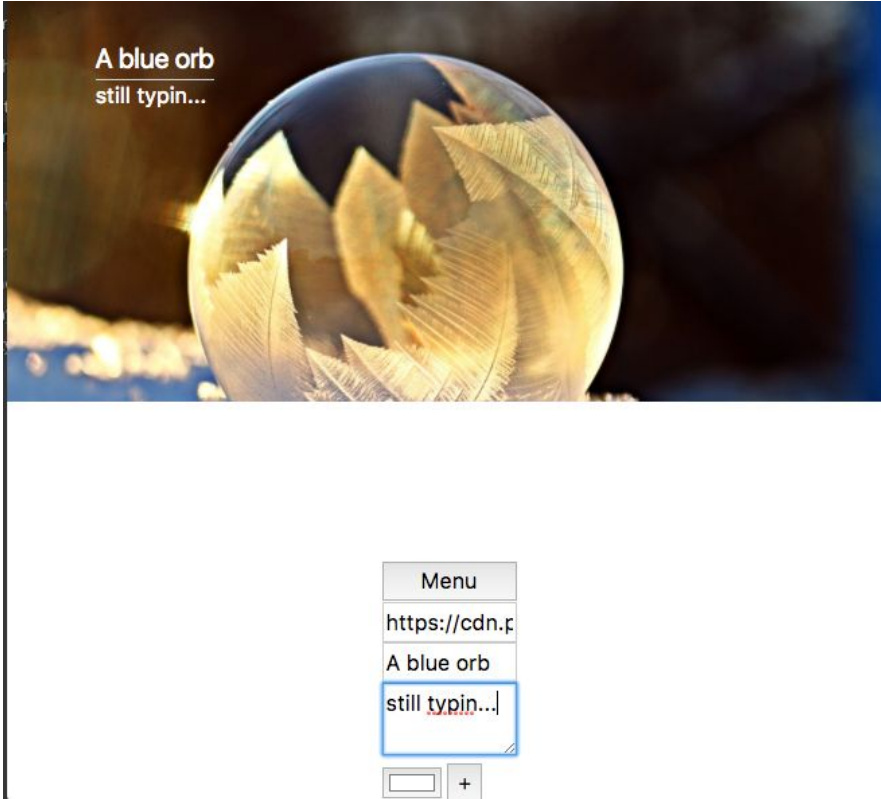 A blue orb
still typin...
Menu
https://cdn.p
A blue orb
still typin...
+